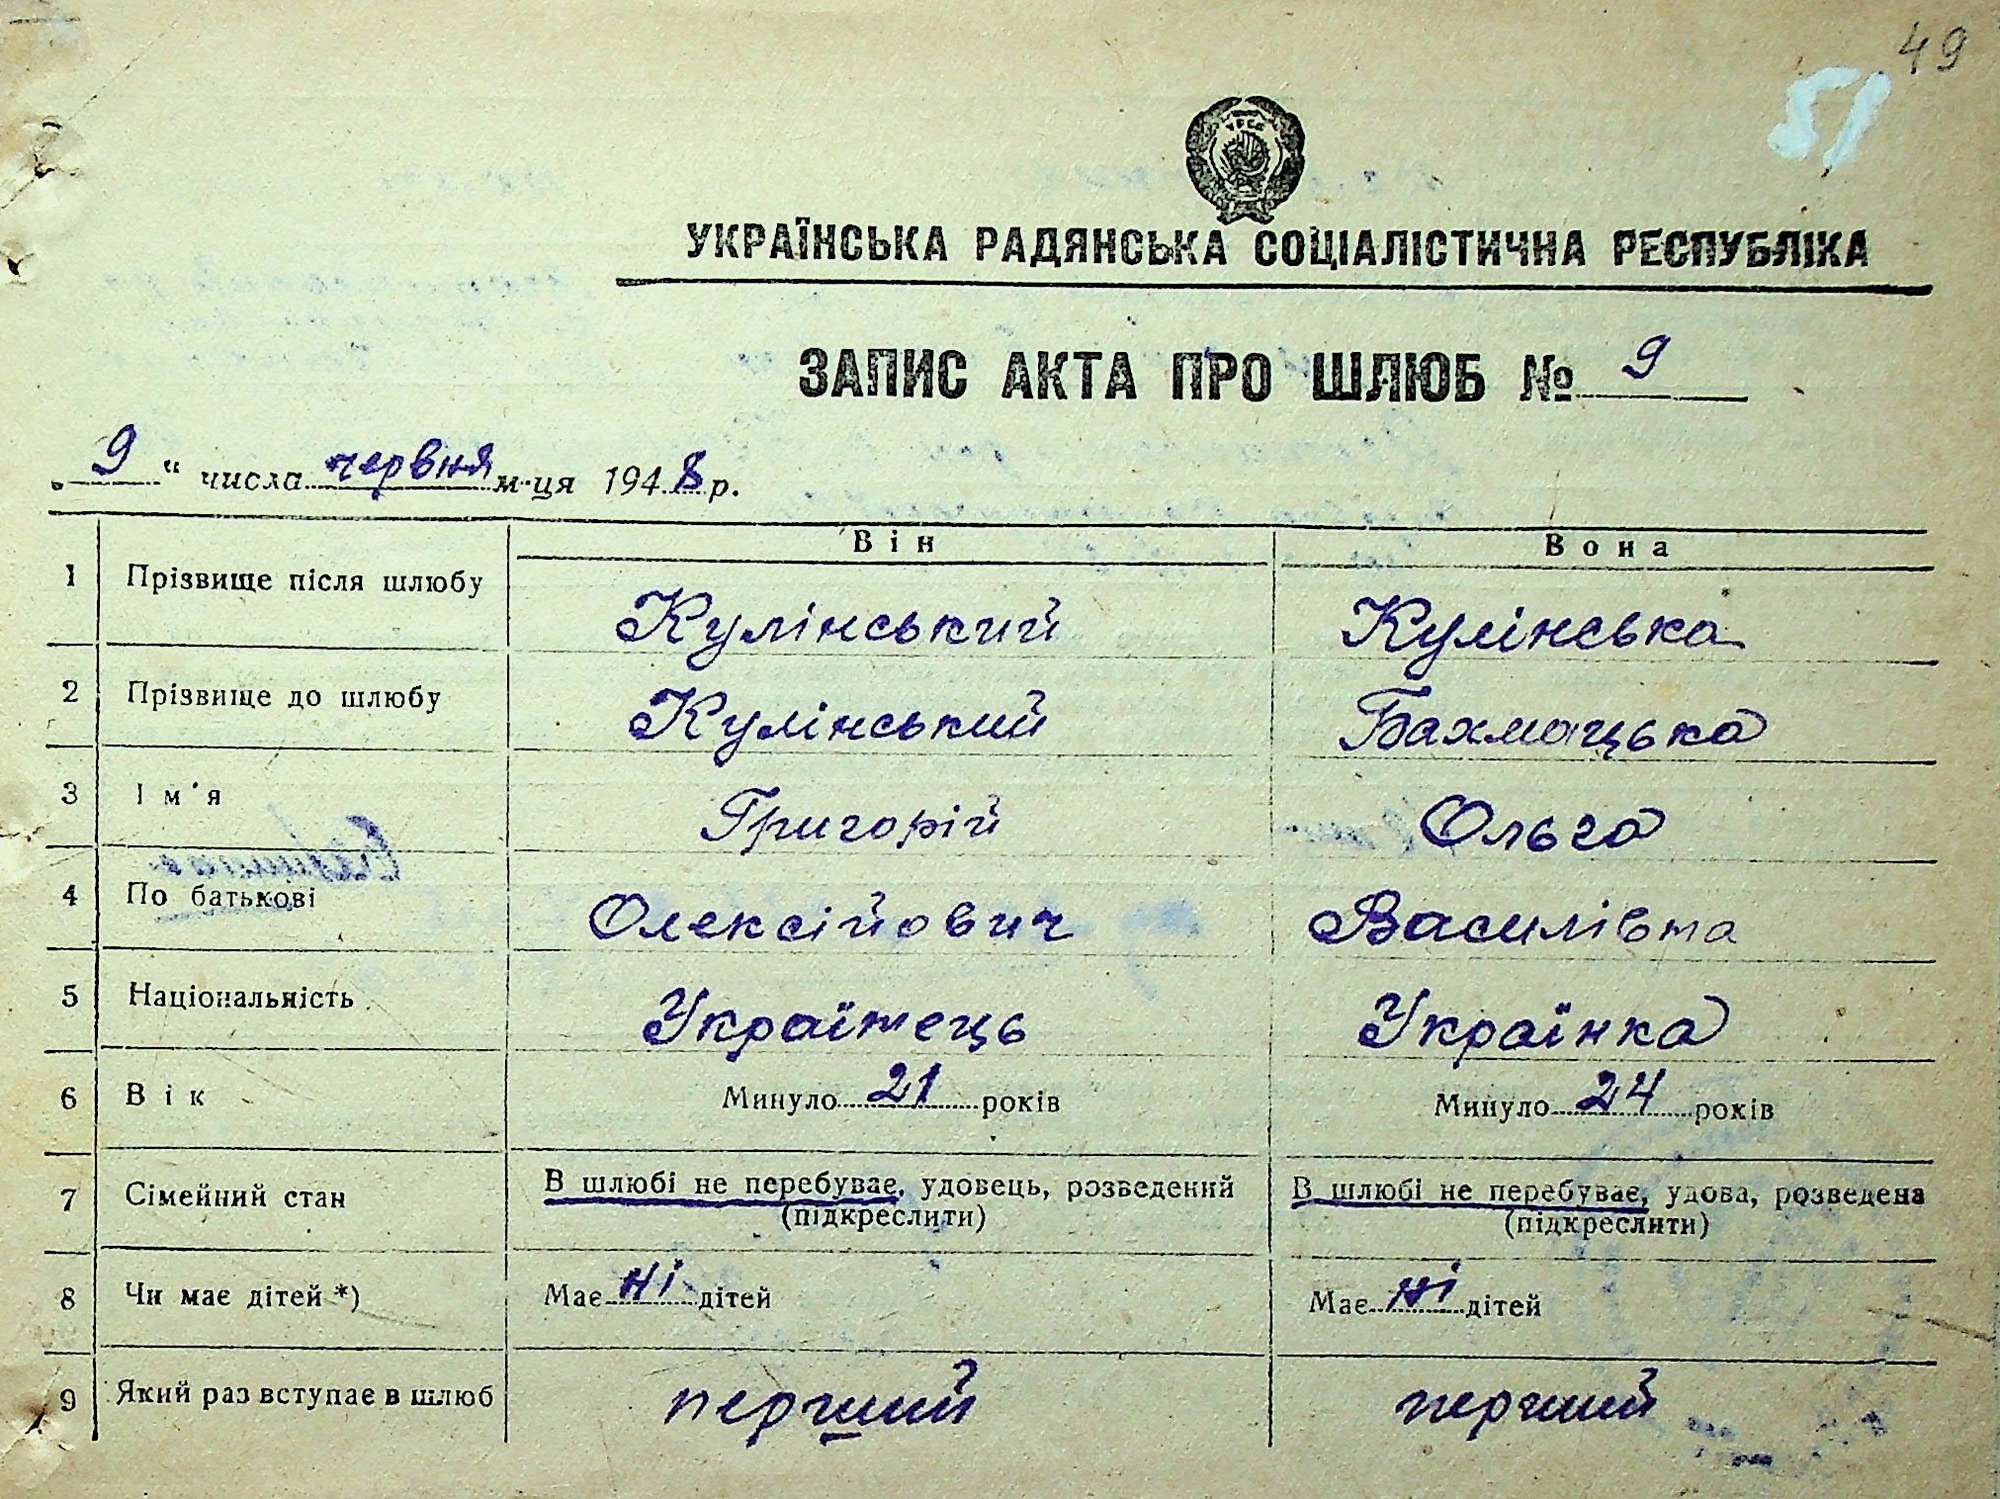 49
51
УРСР
УКРАЇНСЬКА РАДЯНСЬКА СОЦІАЛІСТИЧНА РЕСПУБЛІКА
ЗАПИС АКТА ПРО ШЛЮБ № 9
„9“ числа червня м-ця 1948 р.
Він Вона
1 Прізвище після шлюбу Кулінський Кулінська
2 Прізвище до шлюбу Кулінський Бахмацька
3 Ім'я Григорій Ольга
4 По батькові Олексійович Василівна
5 Національність Українець Українка
6 Вік Минуло 21 років Минуло 24 років
7 Сімейний стан В шлюбі не перебуває, удовець, розведений В шлюбі не перебуває, удова, розведена
(підкреслити) (підкреслити)
8 Чи має дітей *) Має ні дітей Має ні дітей
9 Який раз вступає в шлюб перший перший